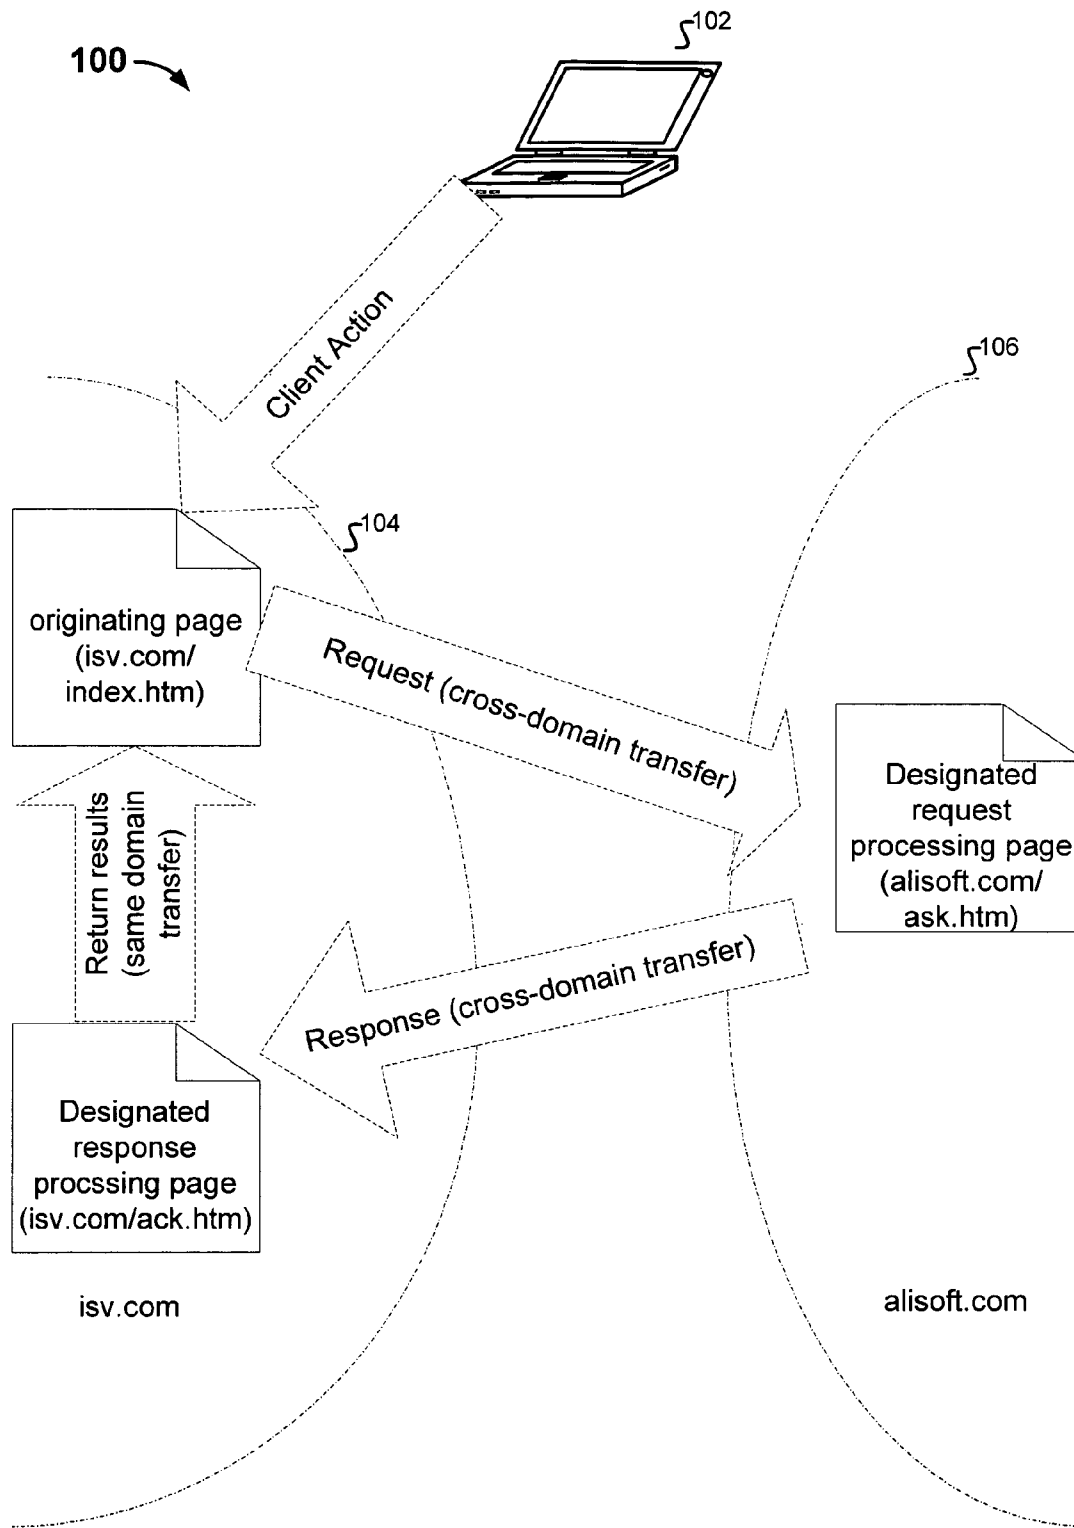 102
100
Client Action
106
104
originating page
(isv.com/
index.htm)
Request (cross-domain transfer)
Designated
request
processing page
(alisoft.com/
ask.htm)
Return results
(same domain
transfer)
Response (cross-domain transfer)
Designated
response
procssing page
(isv.com/ack.htm)
isv.com
alisoft.com